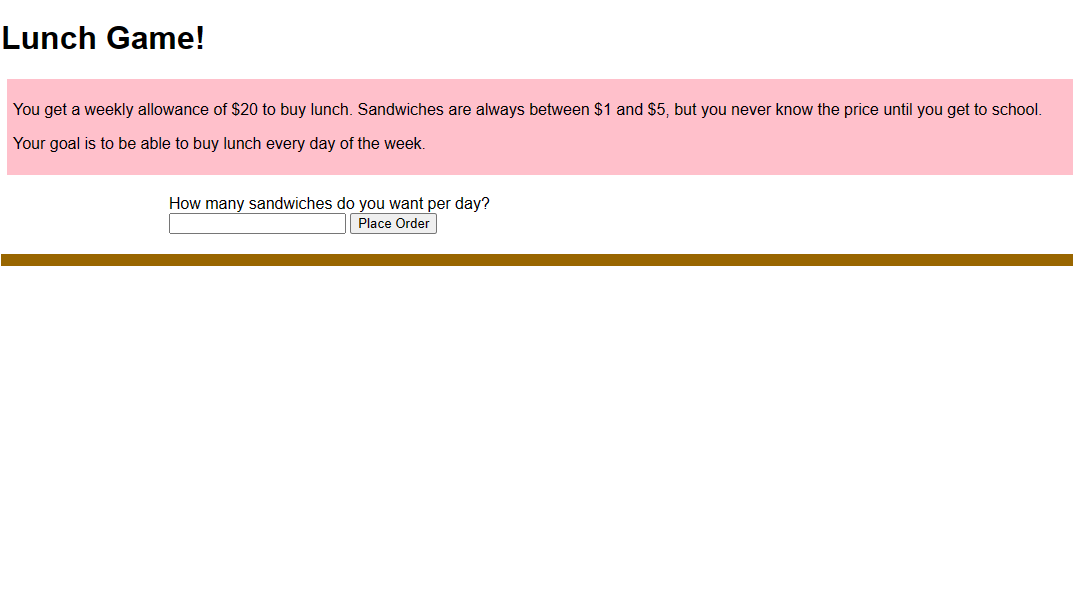 Lunch Game!
You get a weekly allowance of $20 to buy lunch. Sandwiches are always between $1 and $5, but you never know the price until you get to school.
Your goal is to be able to buy lunch every day of the week.
How many sandwiches do you want per day?
Place Order